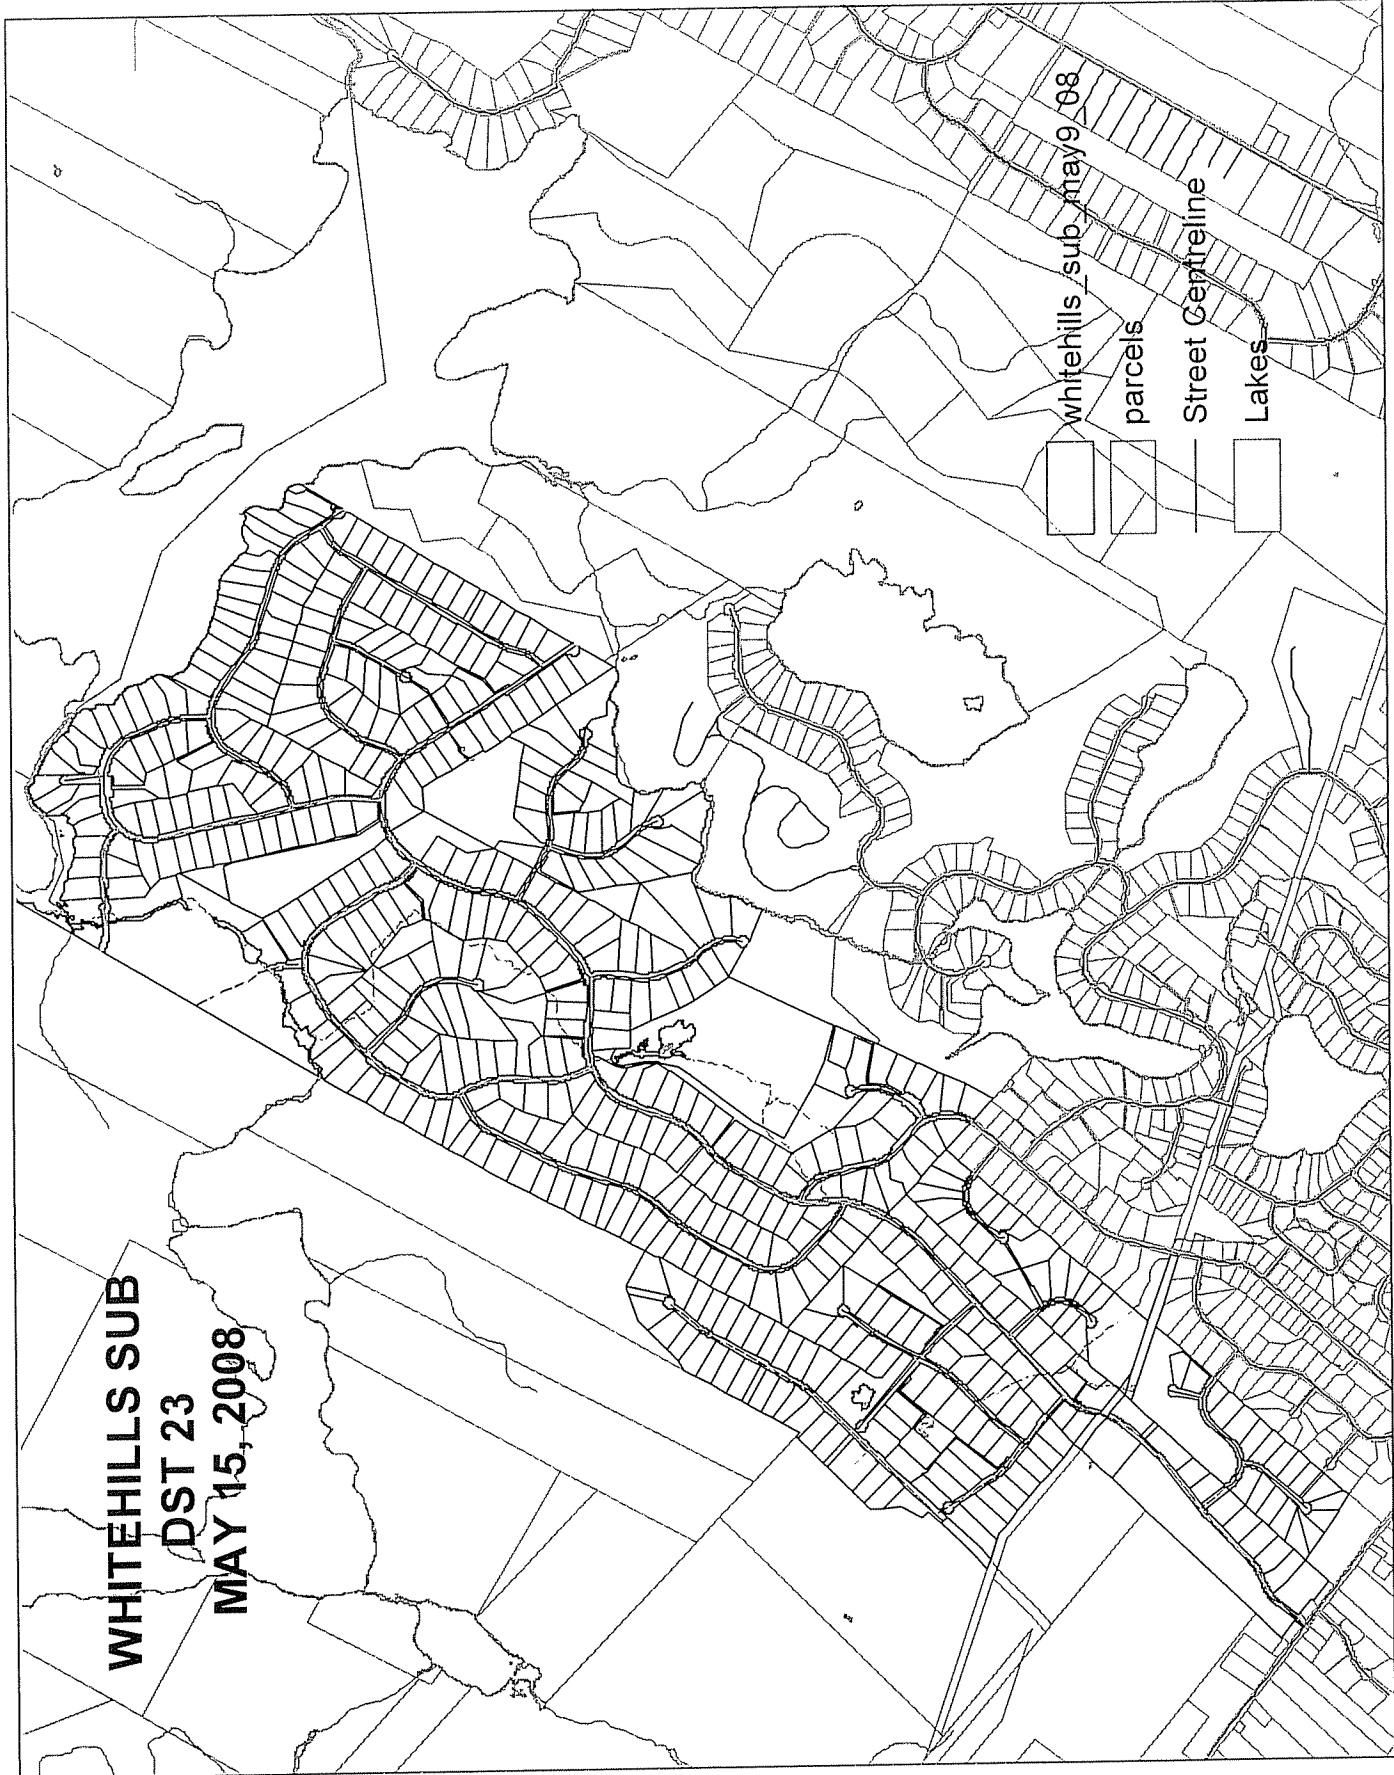 WHITEHILLS SUB
DST 23
MAY 15, 2008
whitehills_sub_may9_08
parcels
Street Centreline
Lakes